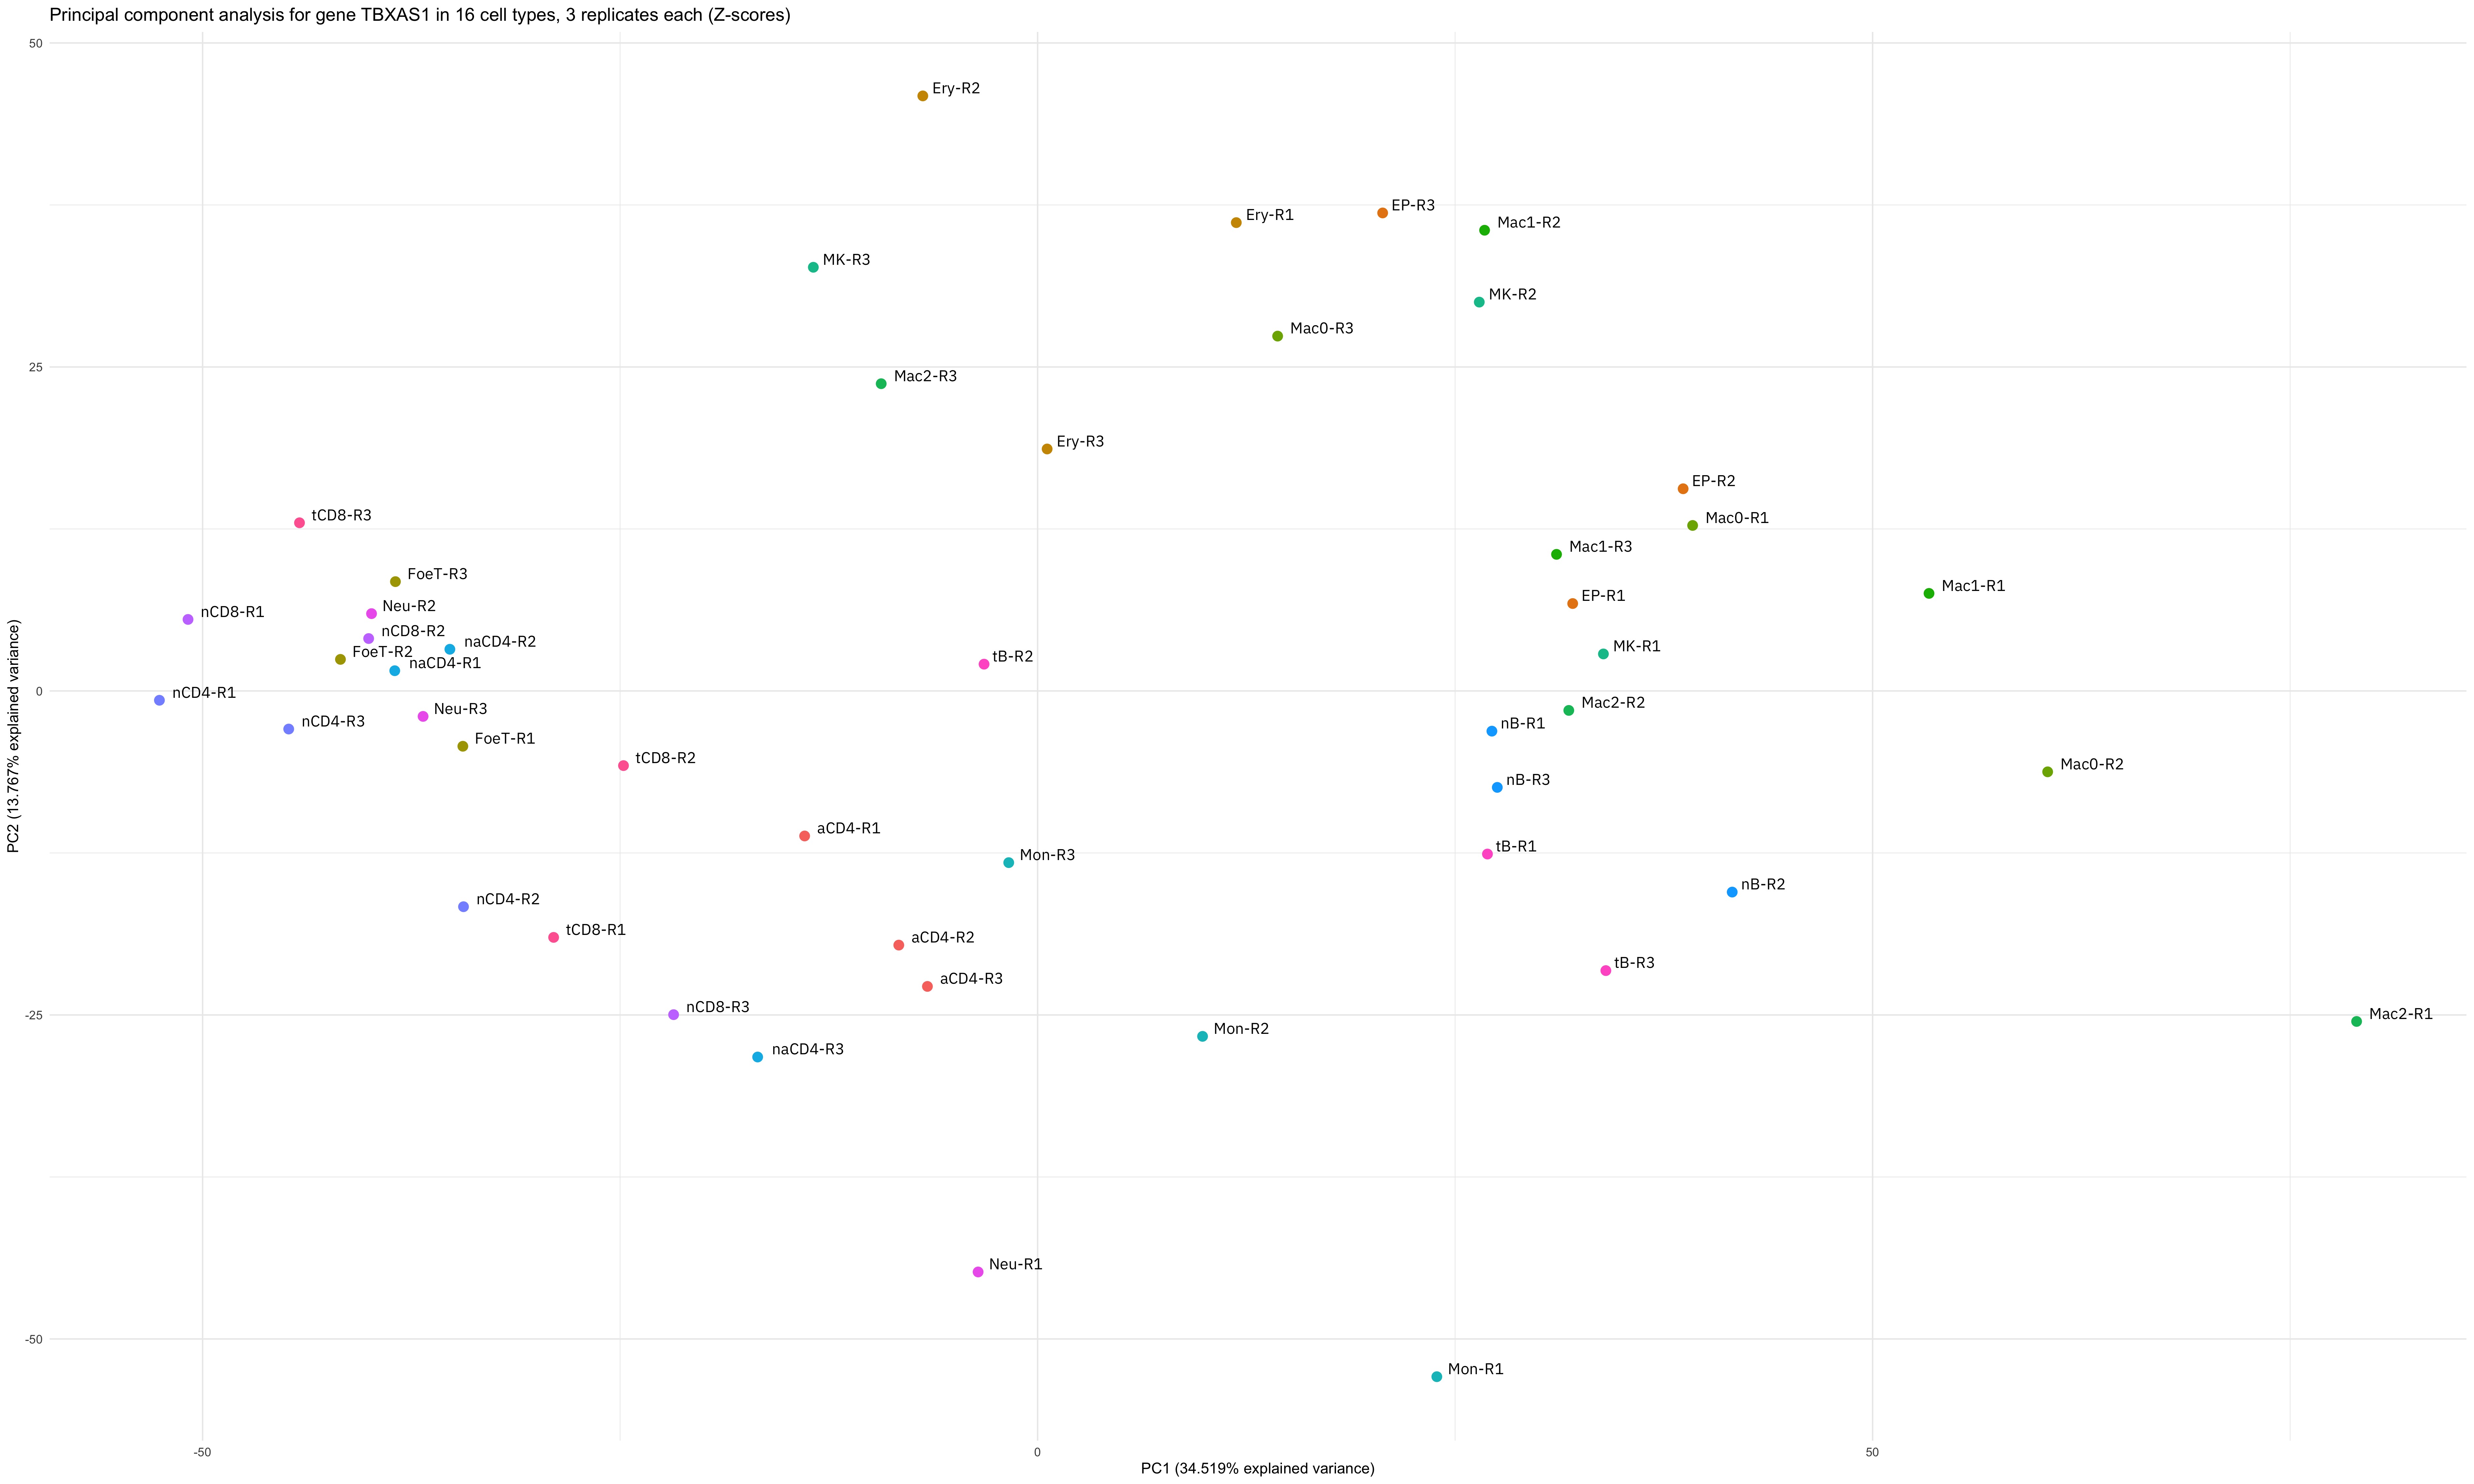 Principal component analysis for gene TBXAS1 in 16 cell types, 3 replicates each (Z-scores)
50
Ery-R2
EP-R3
Ery-R1
Mac1-R2
MK-R3
MK-R2
Mac0-R3
25
Mac2-R3
Ery-R3
EP-R2
tCD8-R3
Mac0-R1
Mac1-R3
FoeT-R3
Mac1-R1
EP-R1
Neu-R2
nCD8-R1
nCD8-R2
naCD4-R2
MK-R1
FoeT-R2
tB-R2
naCD4-R1
0
nCD4-R1
Mac2-R2
Neu-R3
nCD4-R3
nB-R1
FoeT-R1
PC2 (13.767% explained variance)
tCD8-R2
Mac0-R2
nB-R3
aCD4-R1
tB-R1
Mon-R3
nB-R2
nCD4-R2
tCD8-R1
aCD4-R2
tB-R3
aCD4-R3
nCD8-R3
-25
Mac2-R1
Mon-R2
naCD4-R3
Neu-R1
-50
Mon-R1
-50
0
50
PC1 (34.519% explained variance)